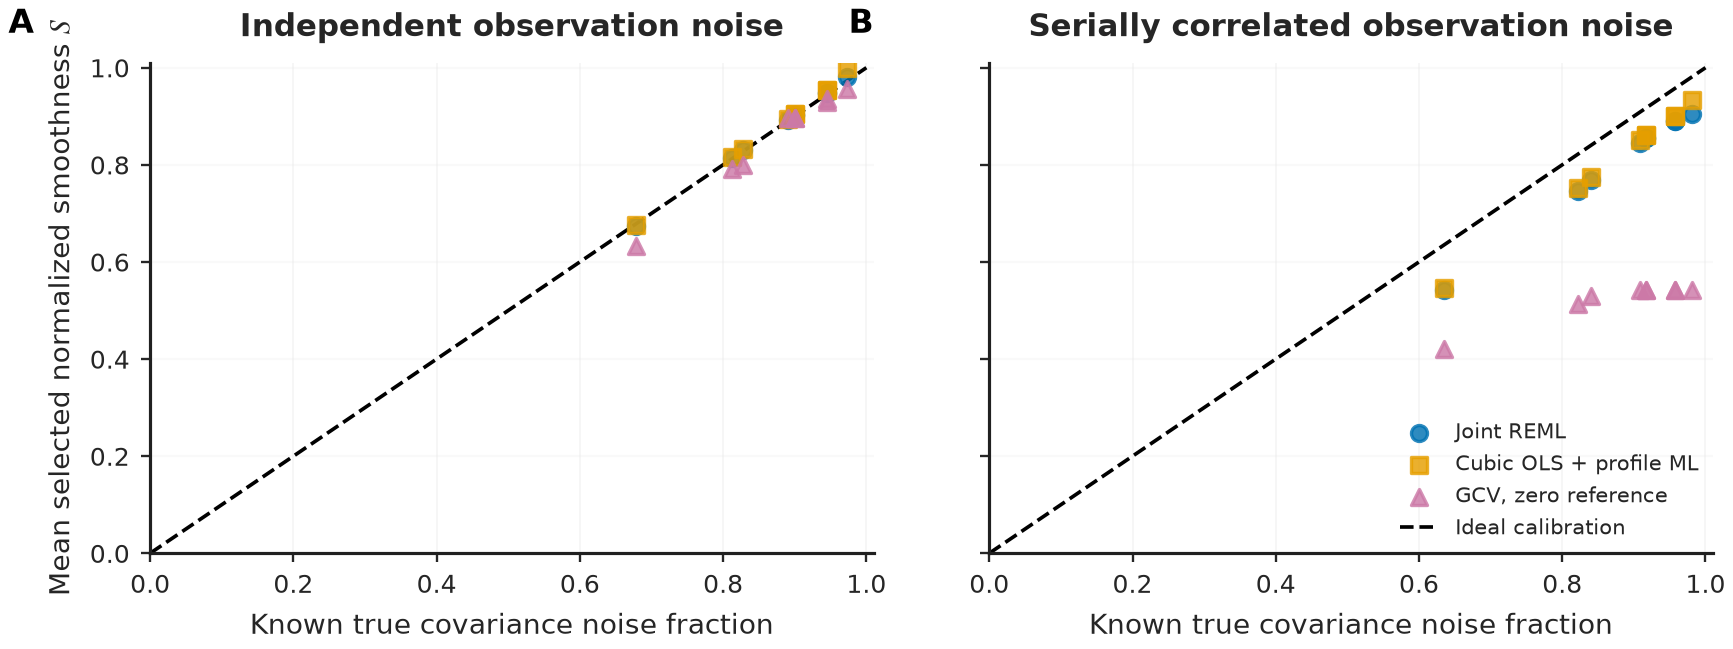 A
Independent observation noise
Mean selected normalized smoothness S
1.0
0.8
0.6
0.4
0.2
0.0
0.0 0.2 0.4 0.6 0.8 1.0
Known true covariance noise fraction
B
Serially correlated observation noise
Joint REML
Cubic OLS + profile ML
GCV, zero reference
Ideal calibration
0.0 0.2 0.4 0.6 0.8 1.0
Known true covariance noise fraction